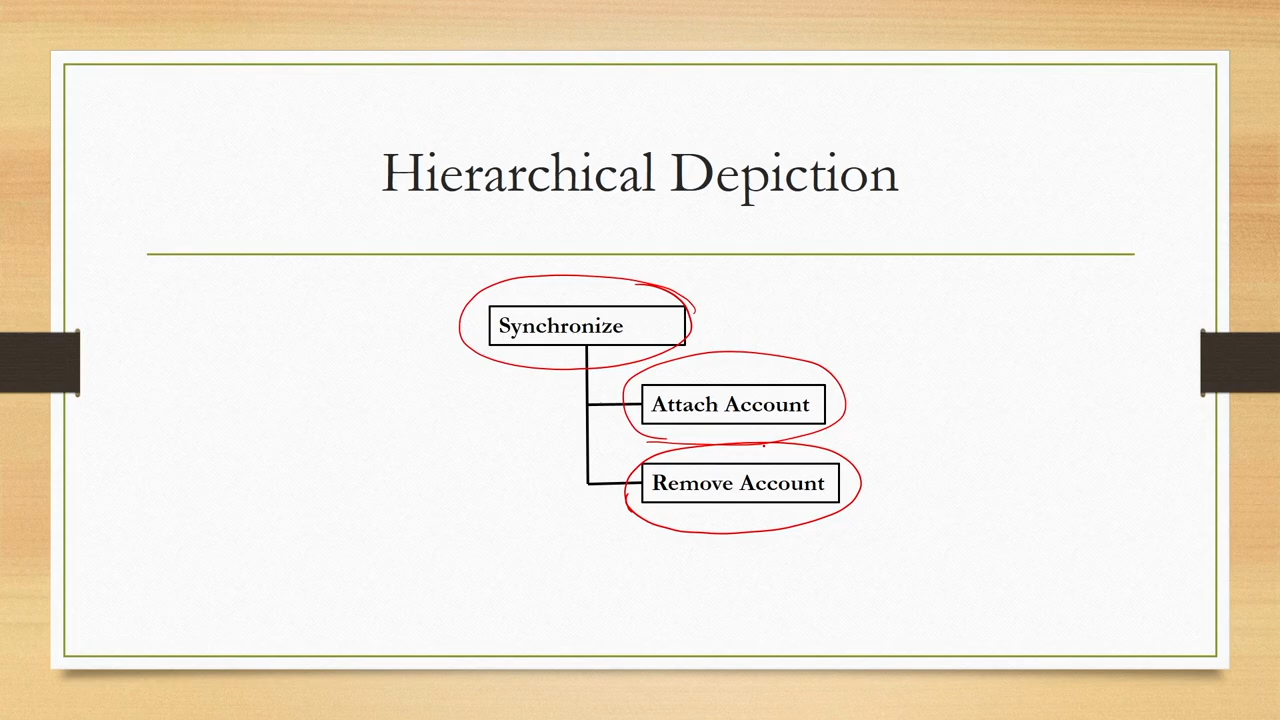 Hierarchical Depiction
Synchronize
Attach Account
Remove Account